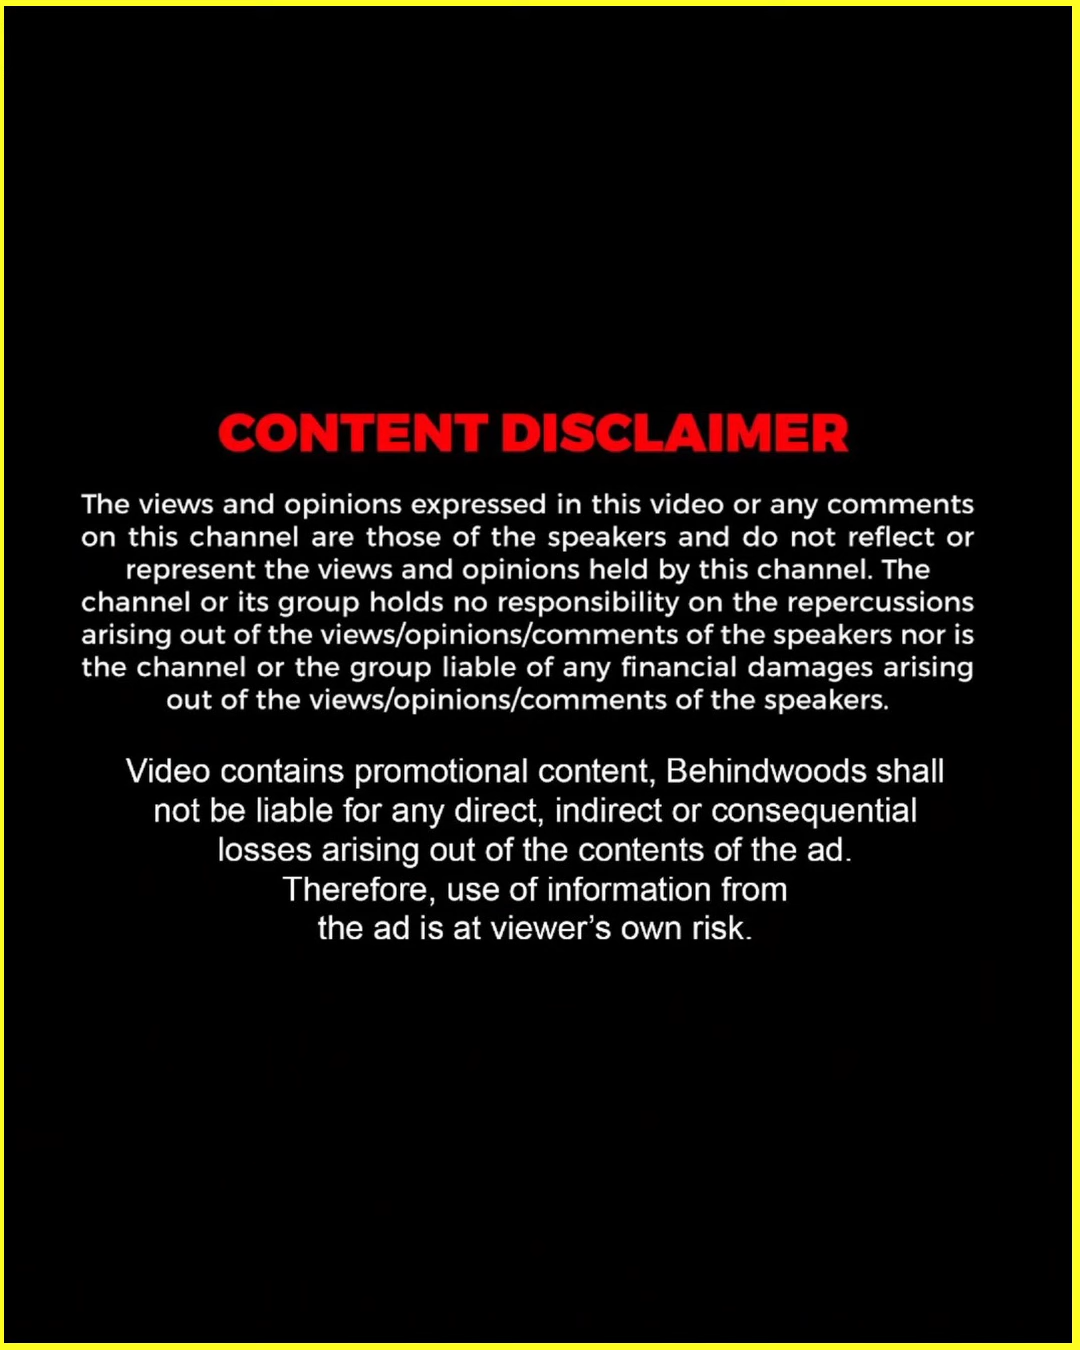 CONTENT DISCLAIMER
The views and opinions expressed in this video or any comments
on this channel are those of the speakers and do not reflect or
represent the views and opinions held by this channel. The
channel or its group holds no responsibility on the repercussions
arising out of the views/opinions/comments of the speakers nor is
the channel or the group liable of any financial damages arising
out of the views/opinions/comments of the speakers.
Video contains promotional content, Behindwoods shall
not be liable for any direct, indirect or consequential
losses arising out of the contents of the ad.
Therefore, use of information from
the ad is at viewer’s own risk.